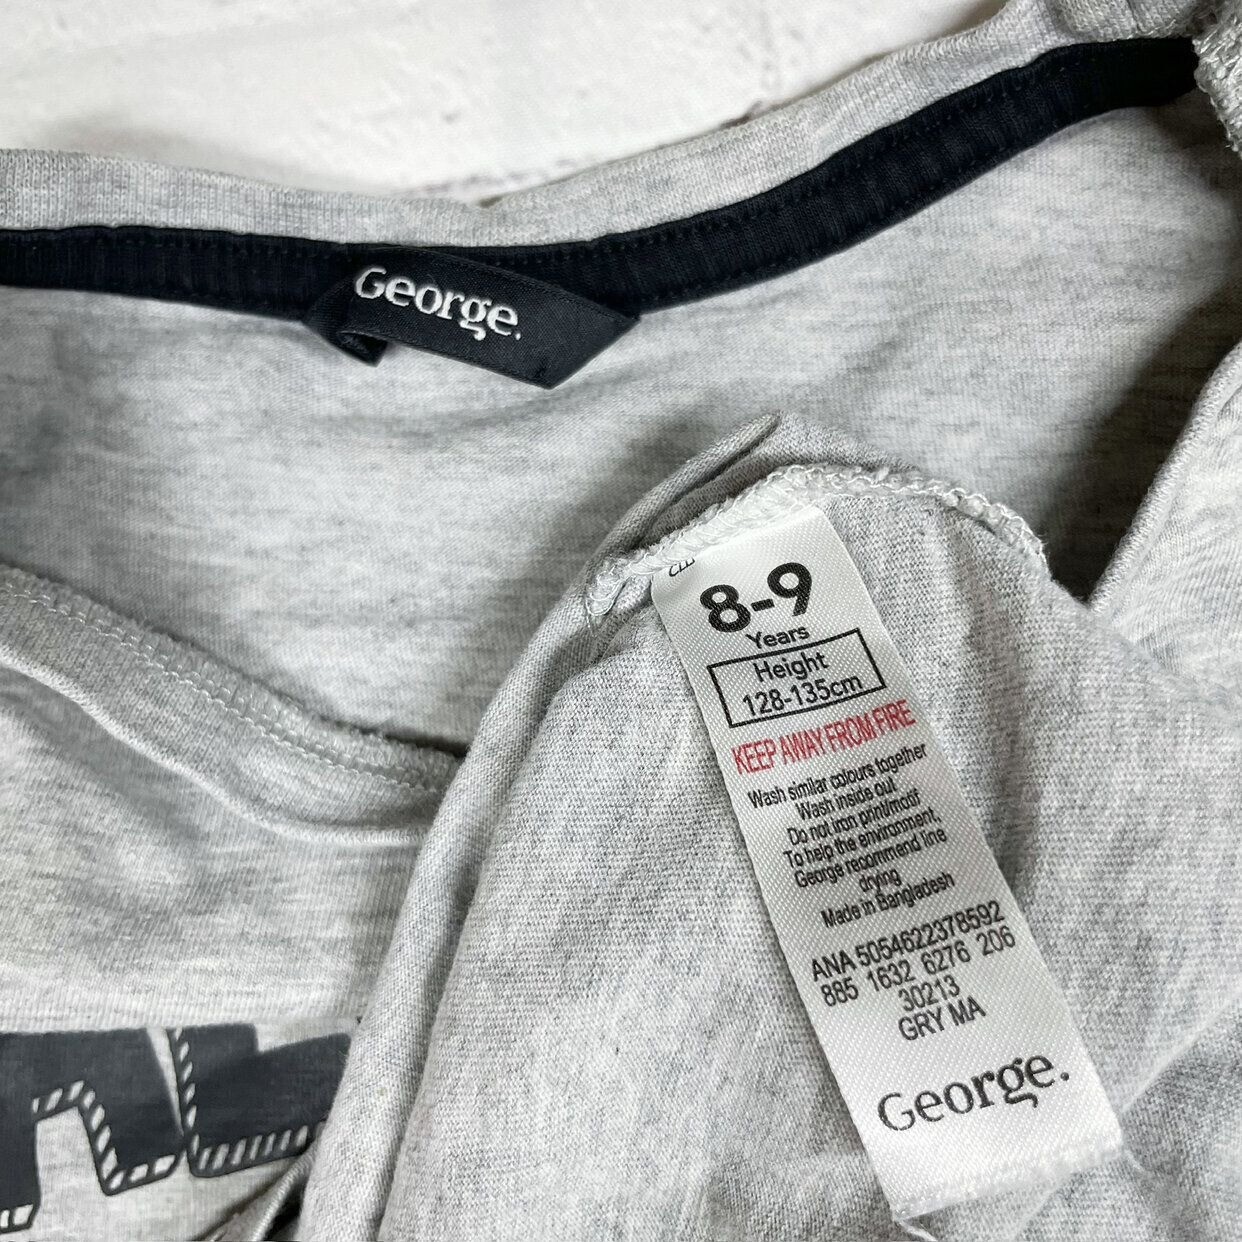 George.
8-9
Years
Height
128-135cm
KEEP AWAY FROM FIRE
Wash similar colours together
Wash inside out
Do not iron print/motif
To help the environment,
George recommend line
drying
Made in Bangladesh
ANA 5054622378592
885 1632 6276 206
30213
GRY MA
George.